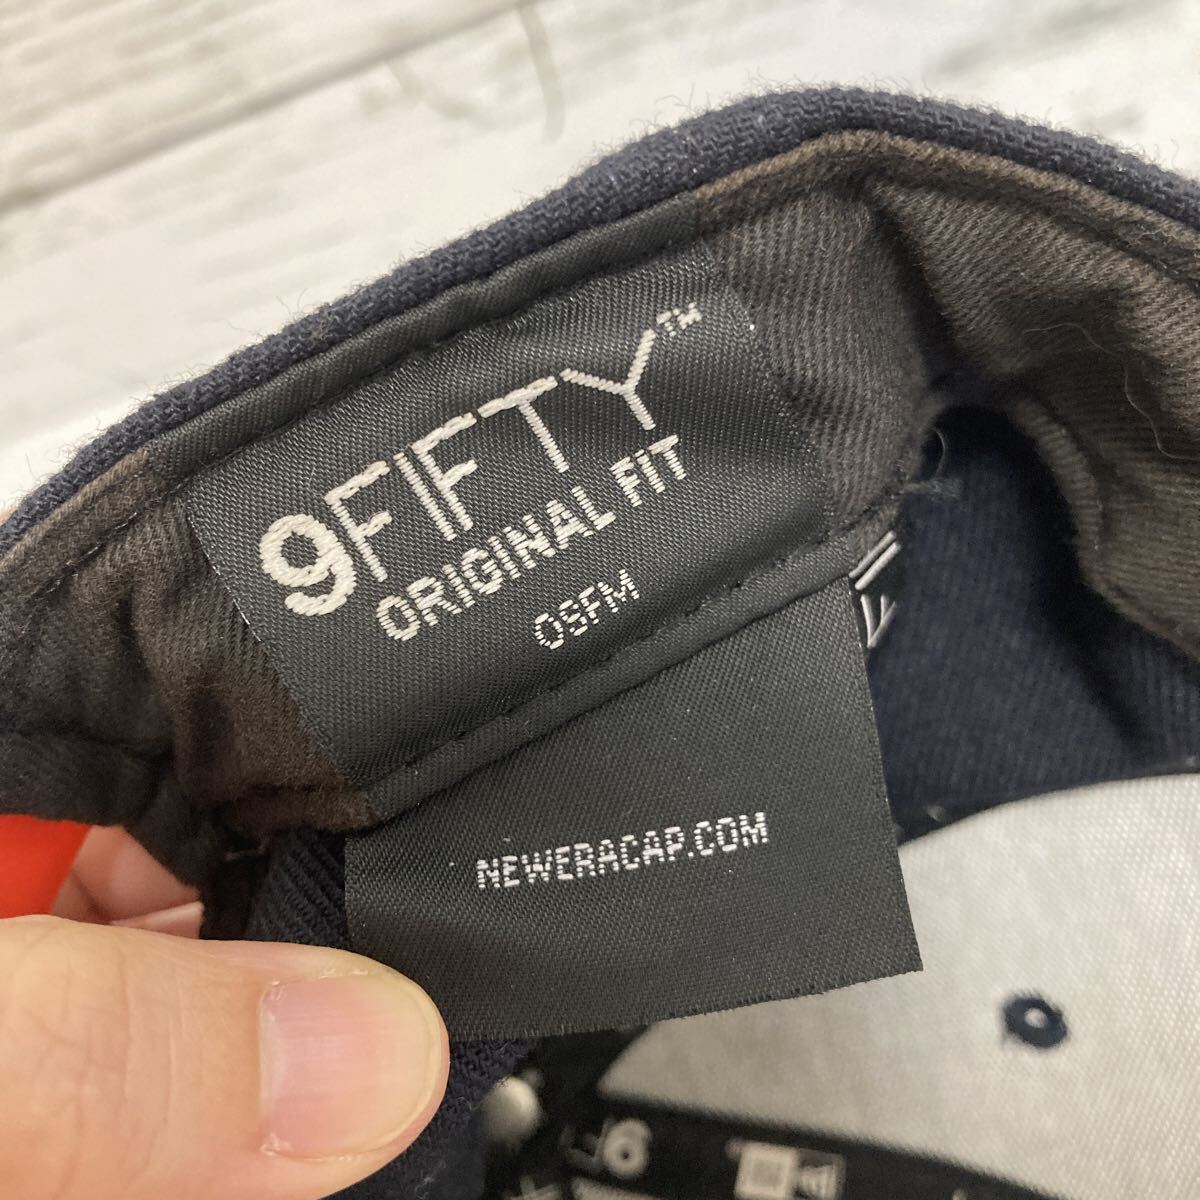 9FIFTY™
ORIGINAL FIT
OSFM
NEWERACAP.COM